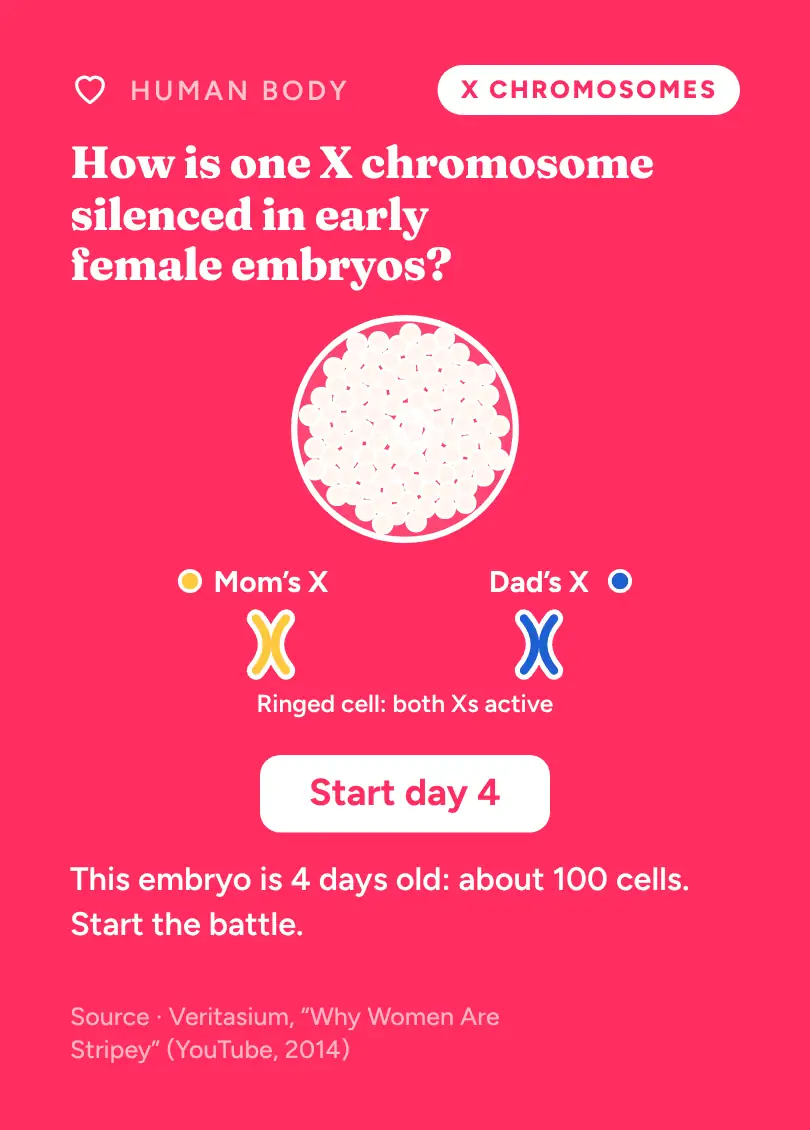 HUMAN BODY
X CHROMOSOMES
How is one X chromosome
silenced in early
female embryos?
Mom’s X
Dad’s X
Ringed cell: both Xs active
Start day 4
This embryo is 4 days old: about 100 cells.
Start the battle.
Source · Veritasium, “Why Women Are
Stripey” (YouTube, 2014)